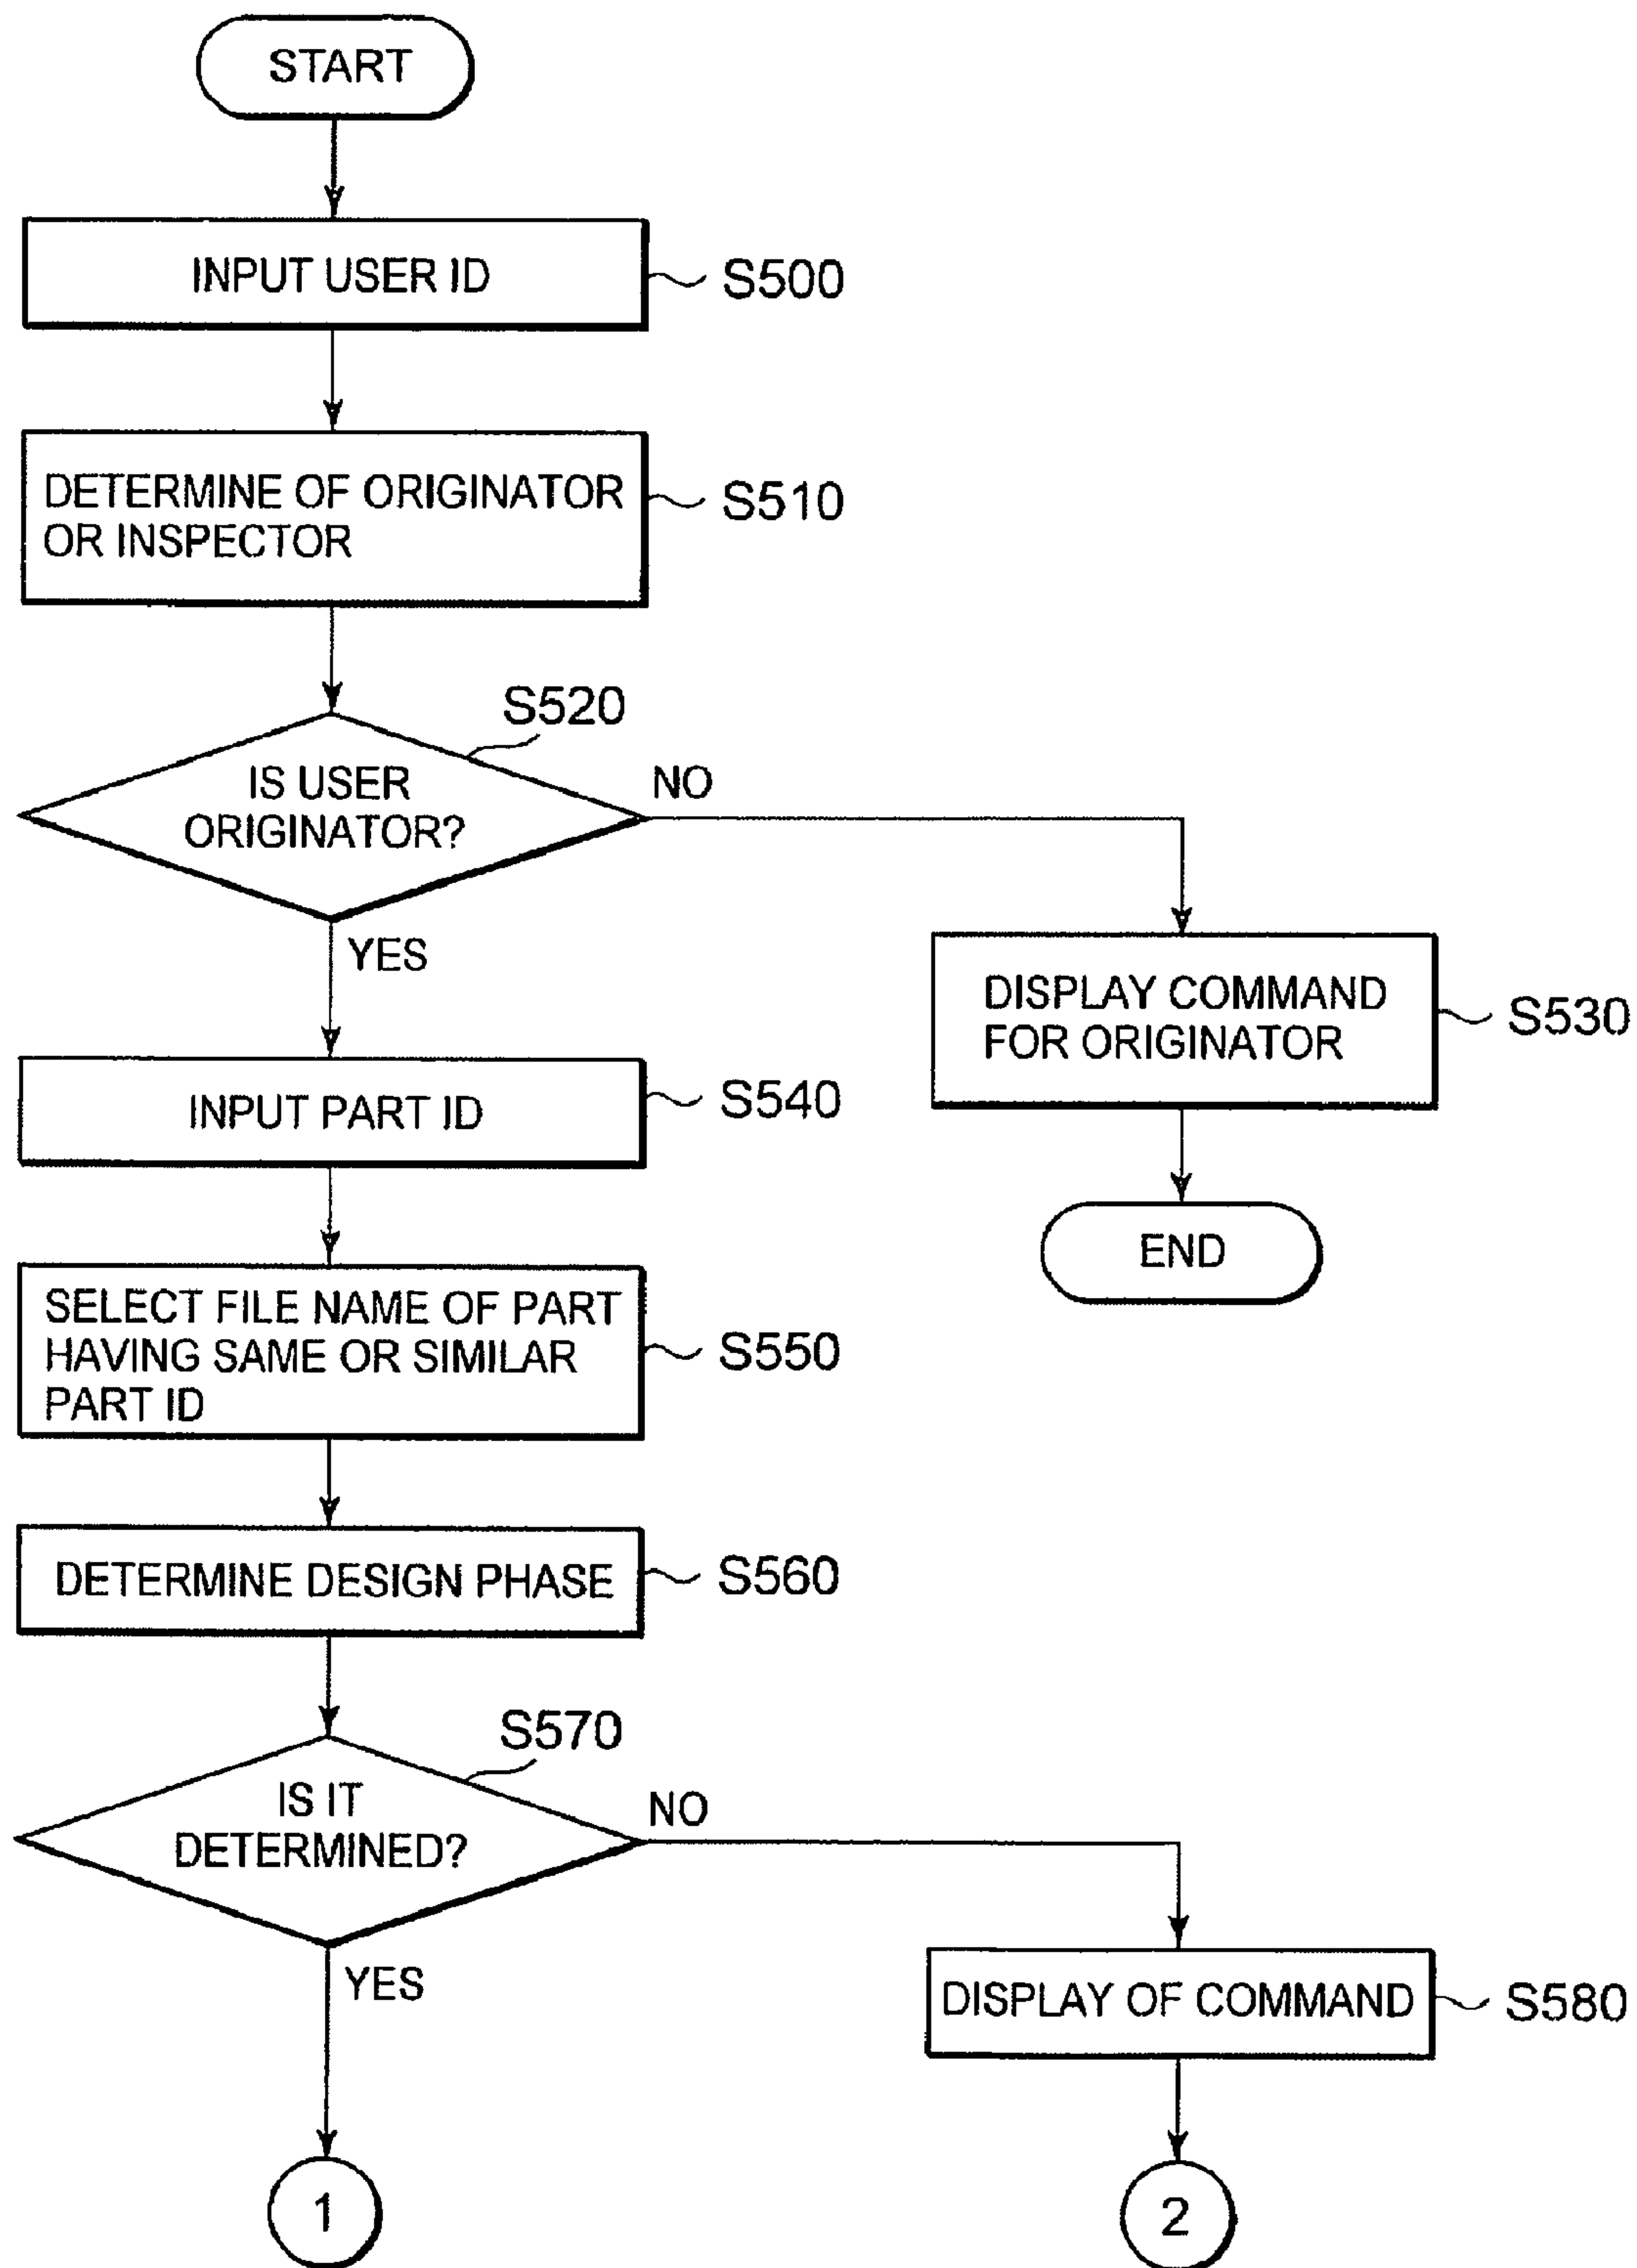 START
INPUT USER ID
S500
DETERMINE OF ORIGINATOR
OR INSPECTOR
S510
S520
IS USER
ORIGINATOR?
NO
YES
DISPLAY COMMAND
FOR ORIGINATOR
S530
INPUT PART ID
S540
END
SELECT FILE NAME OF PART
HAVING SAME OR SIMILAR
PART ID
S550
DETERMINE DESIGN PHASE
S560
S570
IS IT
DETERMINED?
NO
YES
DISPLAY OF COMMAND
S580
1
2